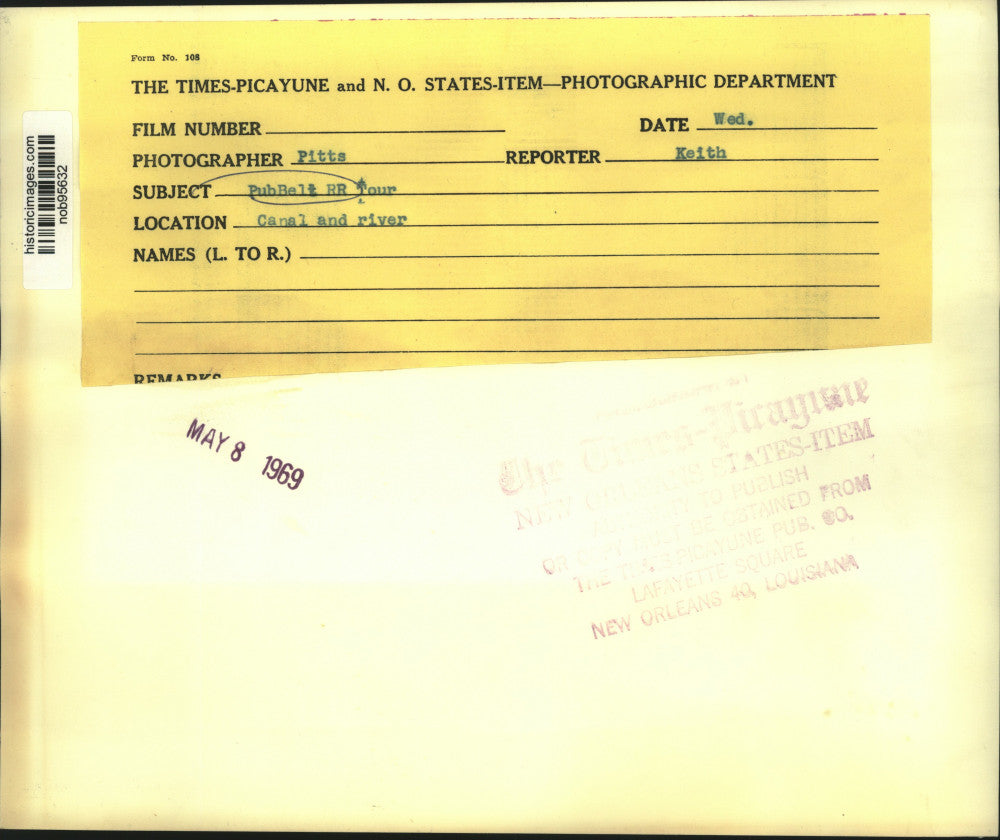 Form No. 108
THE TIMES-PICAYUNE and N. O. STATES-ITEM—PHOTOGRAPHIC DEPARTMENT
FILM NUMBER
DATE Wed.
PHOTOGRAPHER Pitts REPORTER Keith
SUBJECT PubBelt RR Tour
LOCATION Canal and river
NAMES (L. TO R.)
REMARKS
historicimages.com
nob95632
MAY 8 1969
The Times-Picayune
NEW ORLEANS STATES-ITEM
AUTHORITY TO PUBLISH
OR COPY MUST BE OBTAINED FROM
THE TIMES-PICAYUNE PUB. CO.
LAFAYETTE SQUARE
NEW ORLEANS 40, LOUISIANA